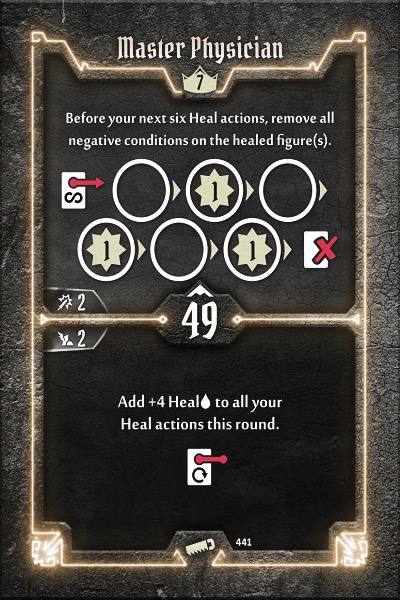 Master Physician
7
Before your next six Heal actions, remove all
negative conditions on the healed figure(s).
1
1 1
2
49
2
Add +4 Heal to all your
Heal actions this round.
441